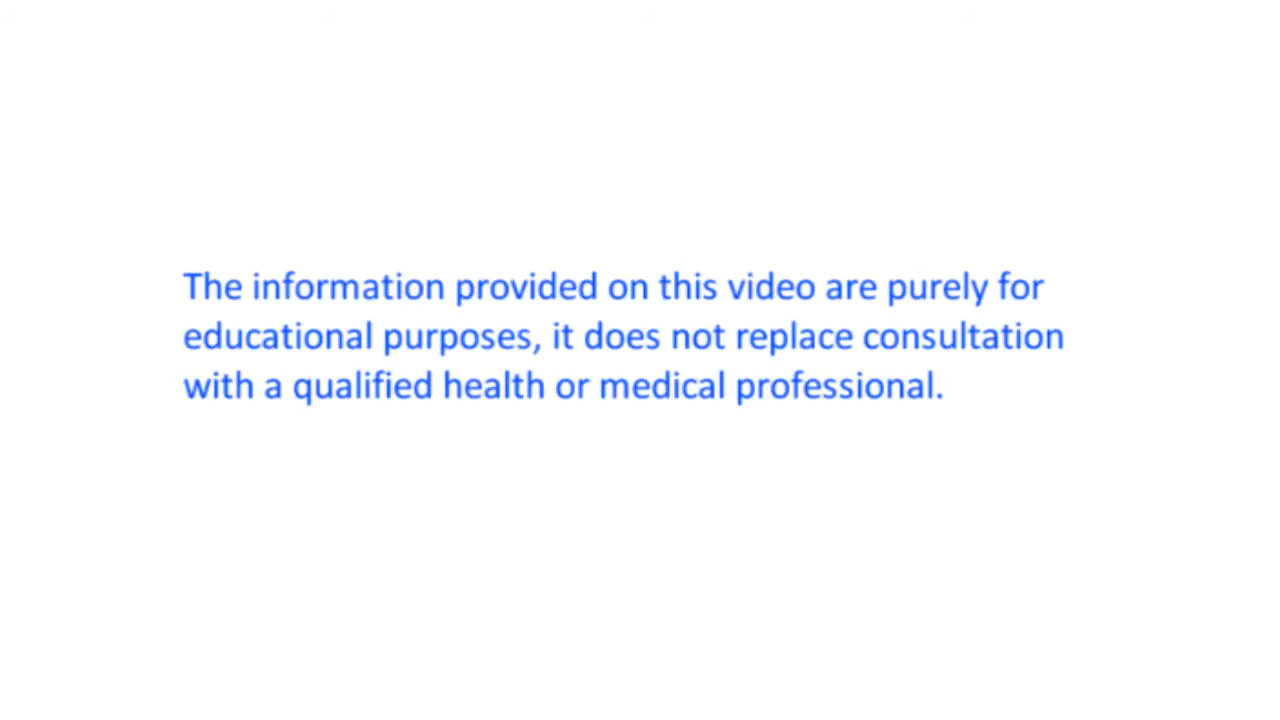 The information provided on this video are purely for
educational purposes, it does not replace consultation
with a qualified health or medical professional.